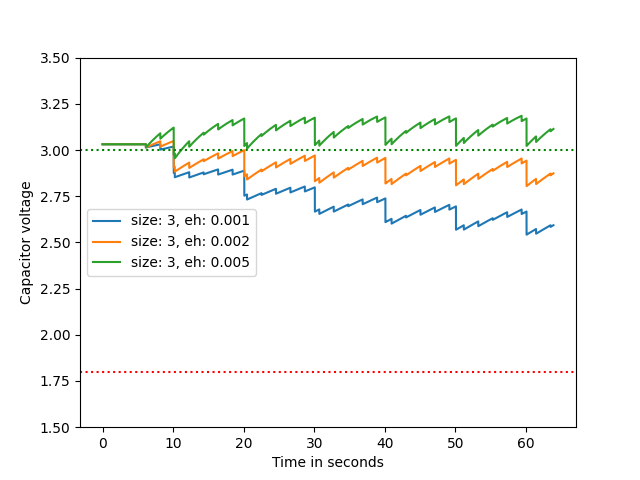 3.50
3.25
3.00
2.75
2.50
2.25
2.00
1.75
1.50
Capacitor voltage
size: 3, eh: 0.001
size: 3, eh: 0.002
size: 3, eh: 0.005
0 10 20 30 40 50 60
Time in seconds